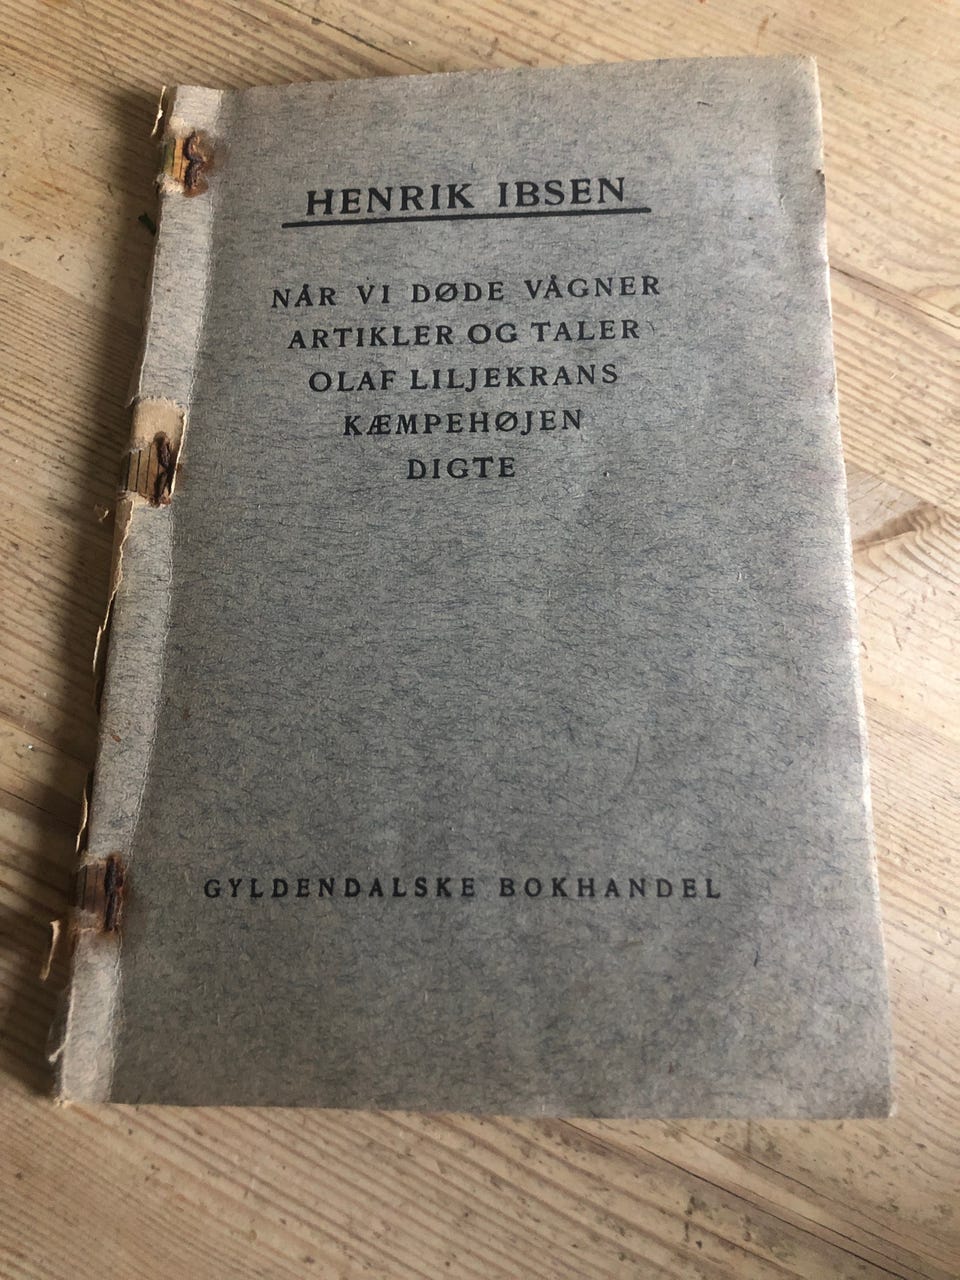 HENRIK IBSEN
NÅR VI DØDE VÅGNER
ARTIKLER OG TALER
OLAF LILJEKRANS
KÆMPEHØJEN
DIGTE
GYLDENDALSKE BOKHANDEL